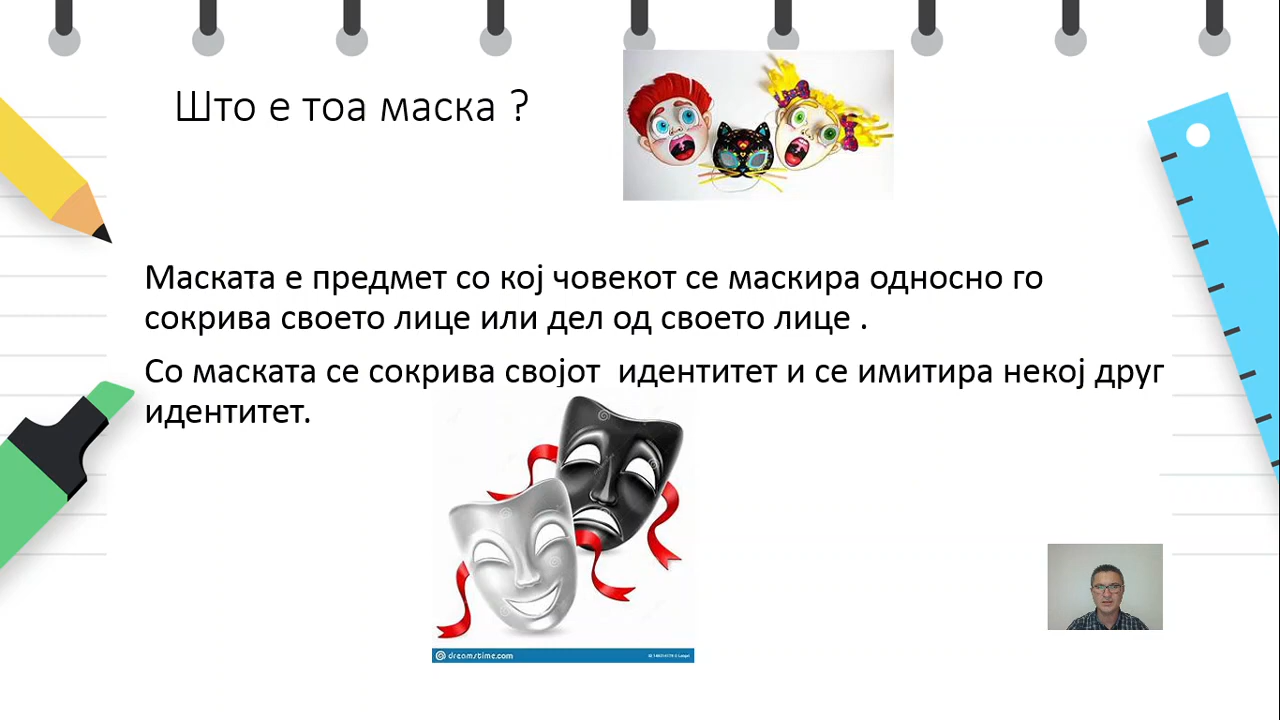 Што е тоа маска ?
Маската е предмет со кој човекот се маскира односно го
сокрива своето лице или дел од своето лице .
Со маската се сокрива својот  идентитет и се имитира некој друг
идентитет.
dreamstime.com